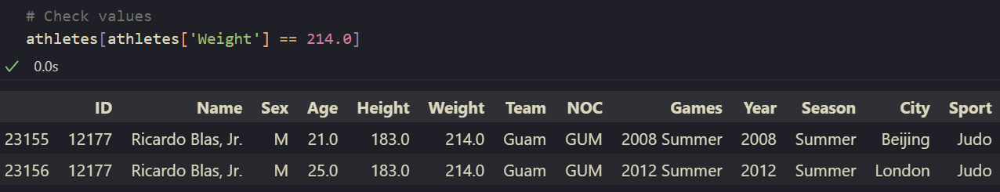 # Check values
athletes[athletes['Weight'] == 214.0]
0.0s
ID Name Sex Age Height Weight Team NOC Games Year Season City Sport
23155 12177 Ricardo Blas, Jr. M 21.0 183.0 214.0 Guam GUM 2008 Summer 2008 Summer Beijing Judo
23156 12177 Ricardo Blas, Jr. M 25.0 183.0 214.0 Guam GUM 2012 Summer 2012 Summer London Judo